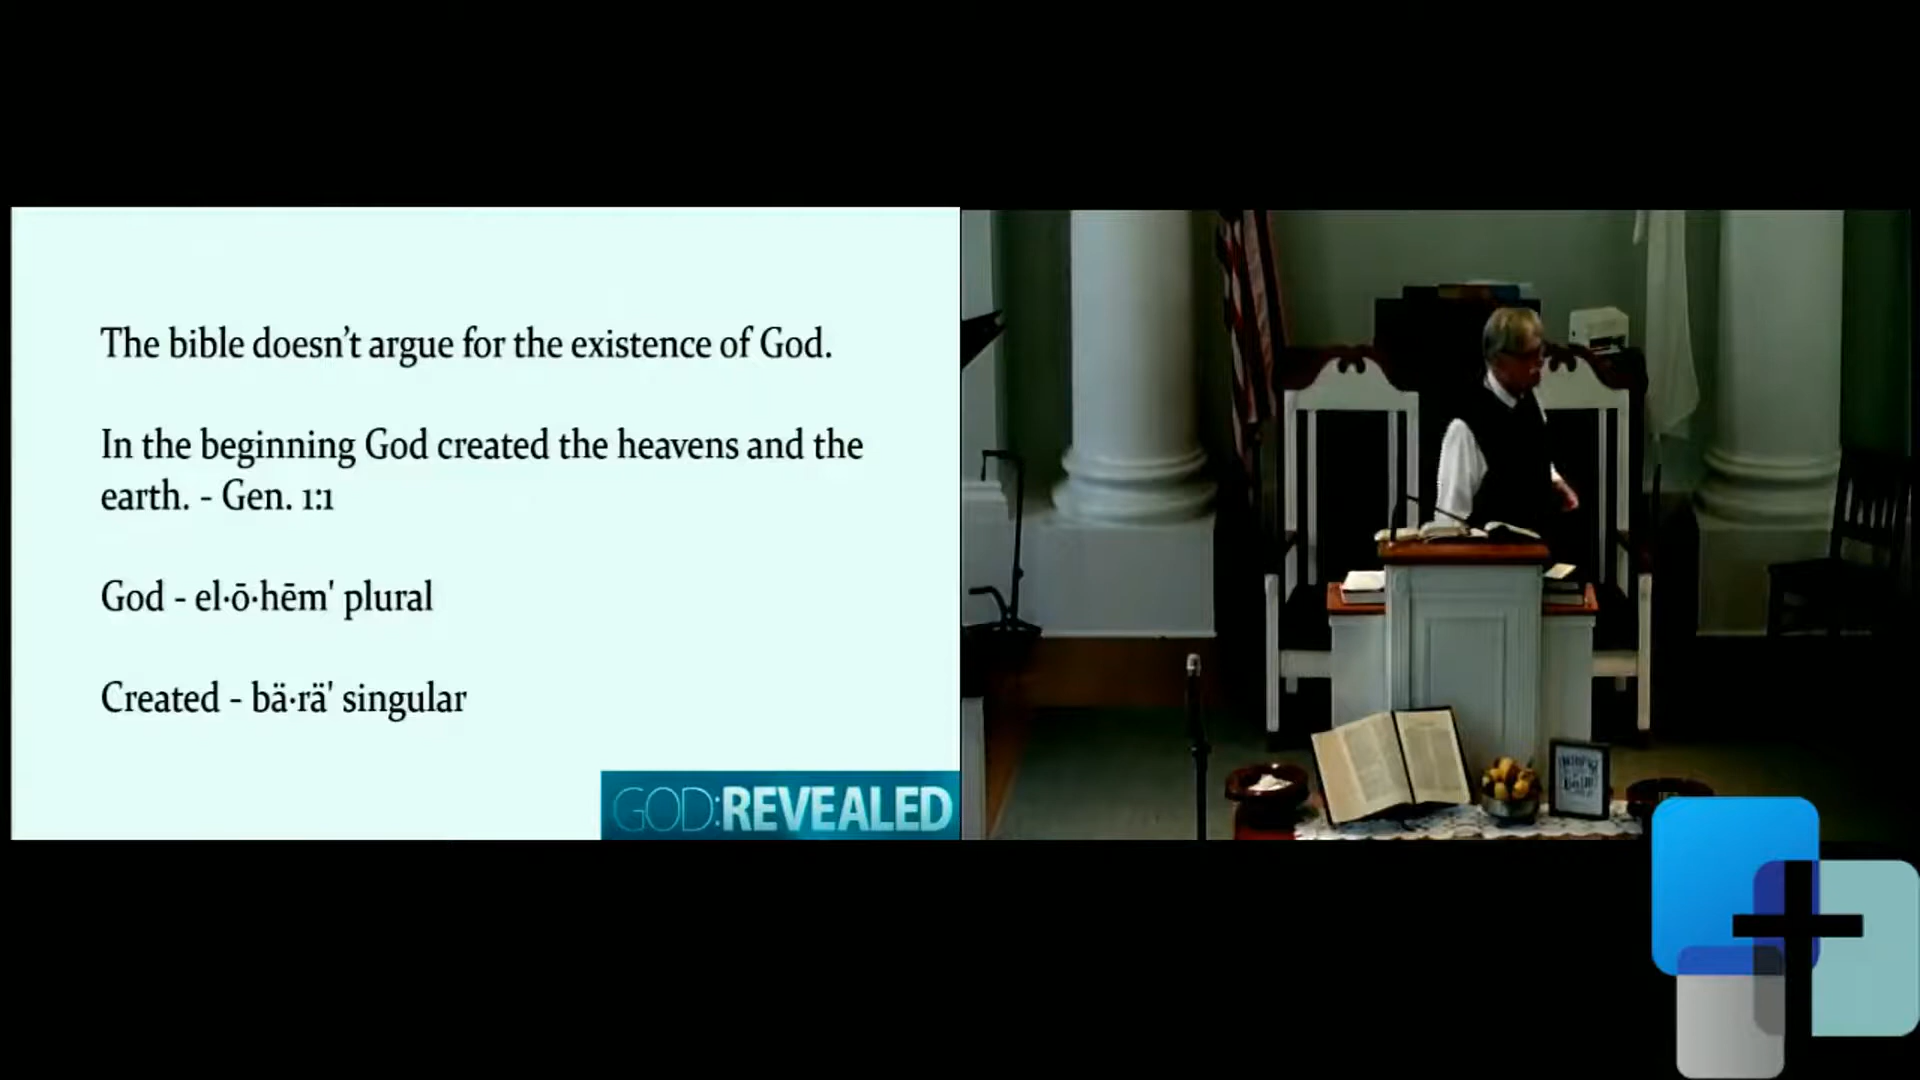 The bible doesn't argue for the existence of God.
In the beginning God created the heavens and the
earth. - Gen. 1:1
God - el·ō·hēm' plural
Created - bä·rä' singular
GOD:REVEALED